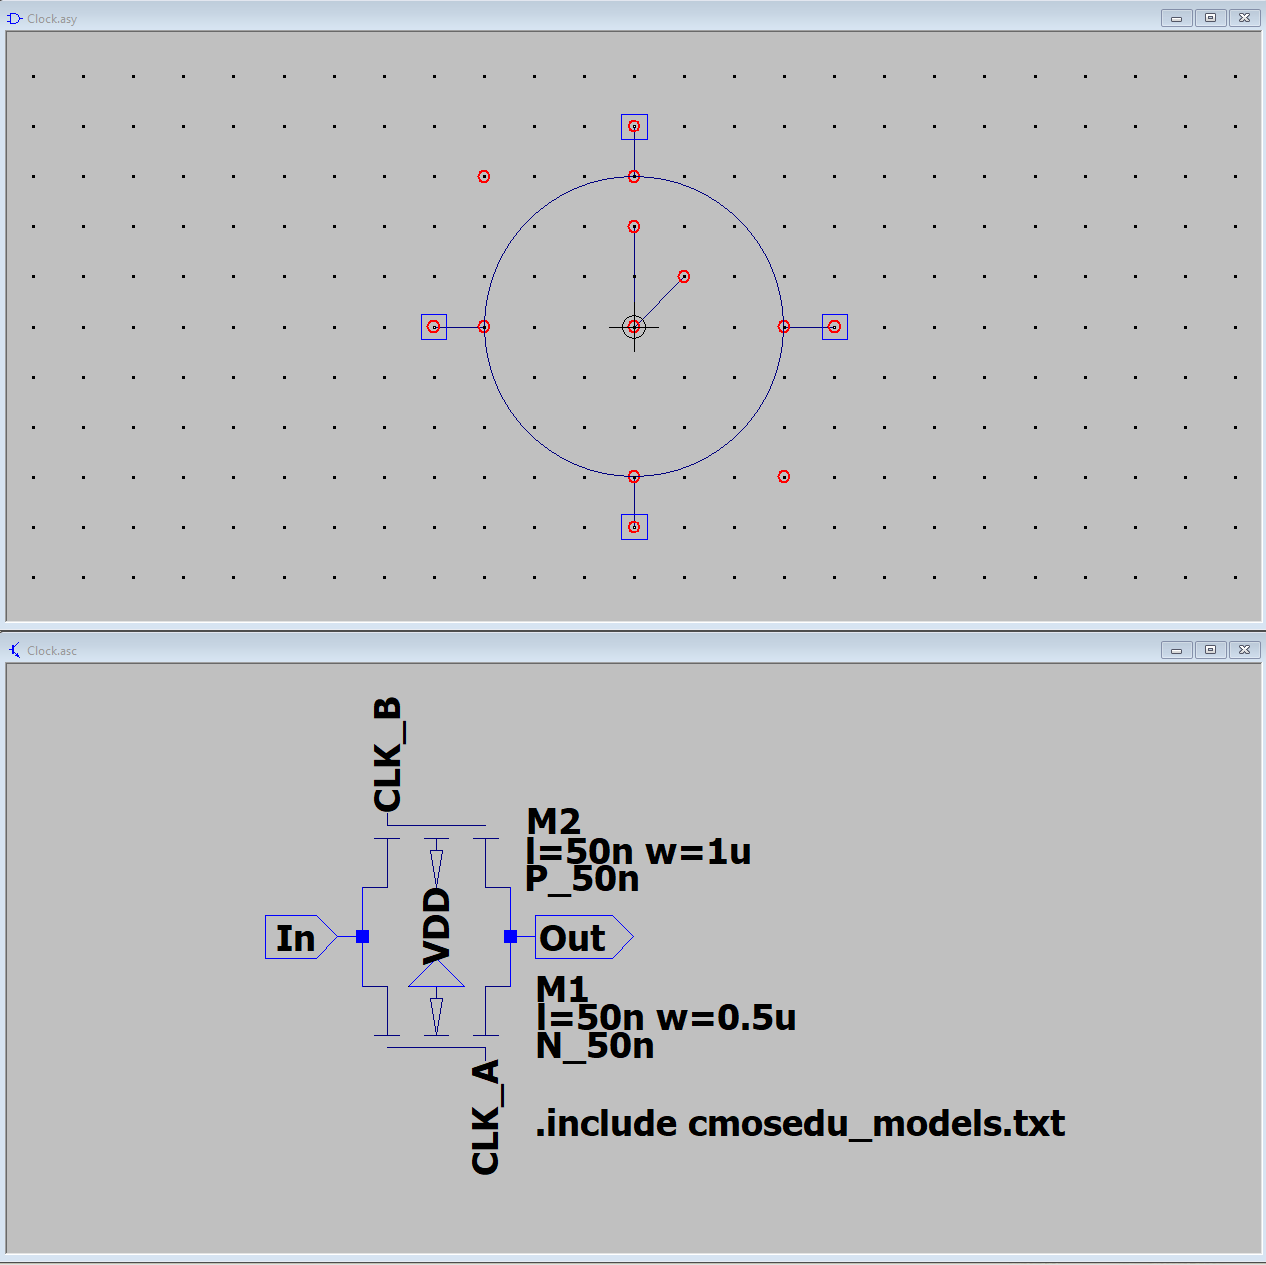 Clock.asy
Clock.asc
CLK_B
M2
l=50n w=1u
P_50n
VDD
In
Out
M1
l=50n w=0.5u
N_50n
CLK_A
.include cmosedu_models.txt